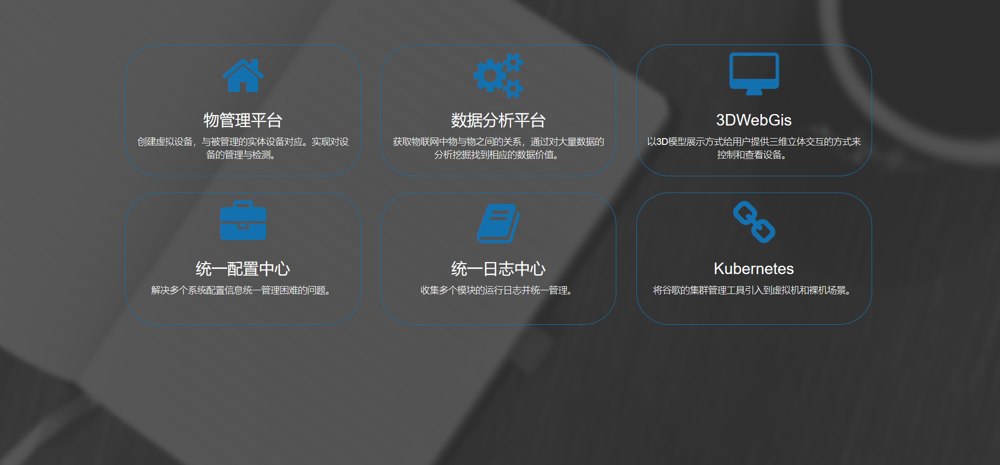 物管理平台
创建虚拟设备，与被管理的实体设备对应。实现对设
备的管理与检测。
数据分析平台
获取物联网中物与物之间的关系，通过对大量数据的
分析挖掘找到相应的数据价值。
3DWebGis
以3D模型展示方式给用户提供三维立体交互的方式来
控制和查看设备。
统一配置中心
解决多个系统配置信息统一管理困难的问题。
统一日志中心
收集多个模块的运行日志并统一管理。
Kubernetes
将谷歌的集群管理工具引入到虚拟机和裸机场景。